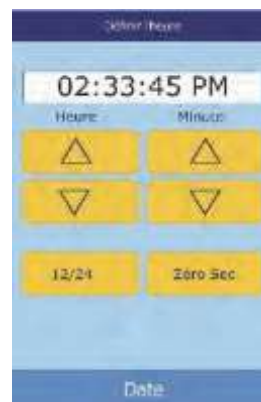 Définir l'heure
02:33:45 PM
Heure Minute
12/24 Zéro Sec
Date